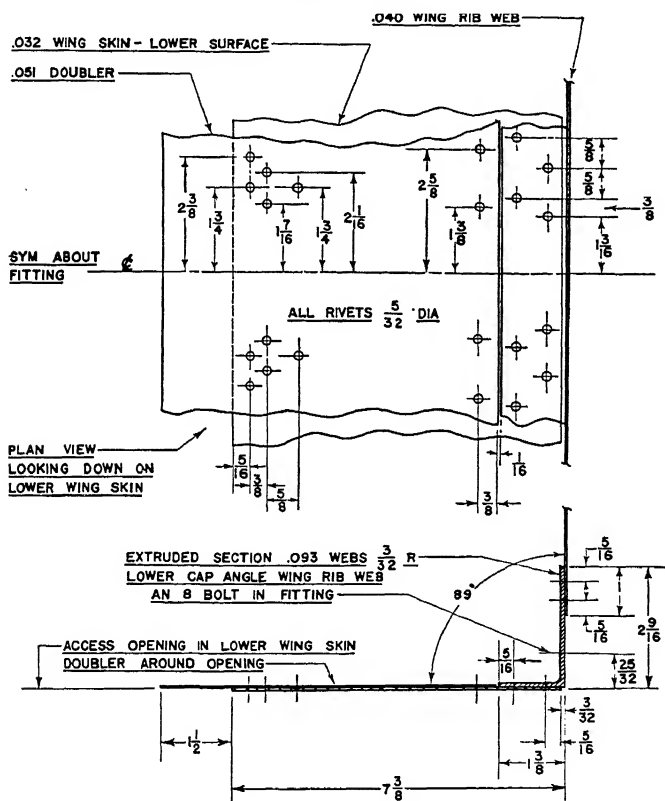 .040 WING RIB WEB
.032 WING SKIN - LOWER SURFACE
.051 DOUBLER
5/8
5/8
3/8
2 3/8
1 3/4
1 7/16
1 3/4
2 1/16
2 5/8
1 3/8
1 3/16
SYM ABOUT
FITTING
ALL RIVETS 5/32 DIA
PLAN VIEW
LOOKING DOWN ON
LOWER WING SKIN
5/16
3/8
5/8
3/8
1/16
EXTRUDED SECTION .093 WEBS 3/32 R
LOWER CAP ANGLE WING RIB WEB
AN 8 BOLT IN FITTING
89°
5/16
5/16
2 9/16
ACCESS OPENING IN LOWER WING SKIN
DOUBLER AROUND OPENING
5/16
25/32
3/32
5/16
1 1/2
1 3/8
7 3/8